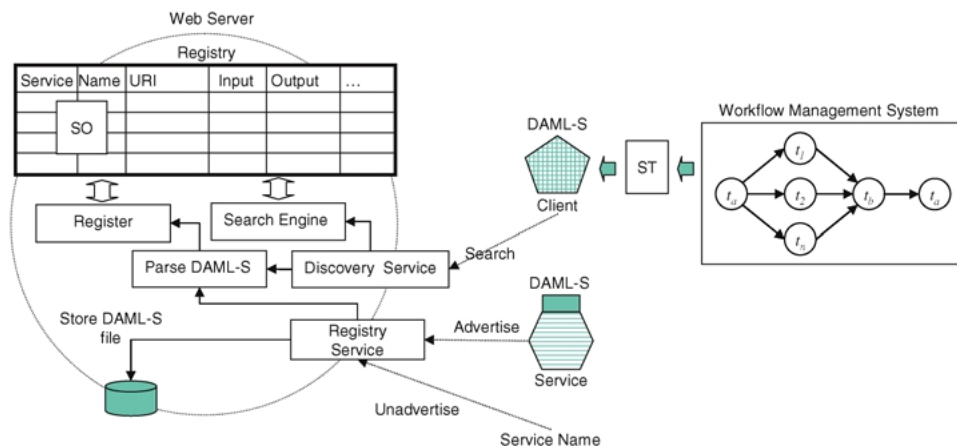 Web Server
Registry
Service Name URI Input Output ...
SO
Register
Search Engine
Parse DAML-S
Discovery Service
Store DAML-S
file
Registry
Service
DAML-S
Client
Search
ST
Workflow Management System
t1
ta t2 tb ta
tn
DAML-S
Advertise
Service
Unadvertise
Service Name